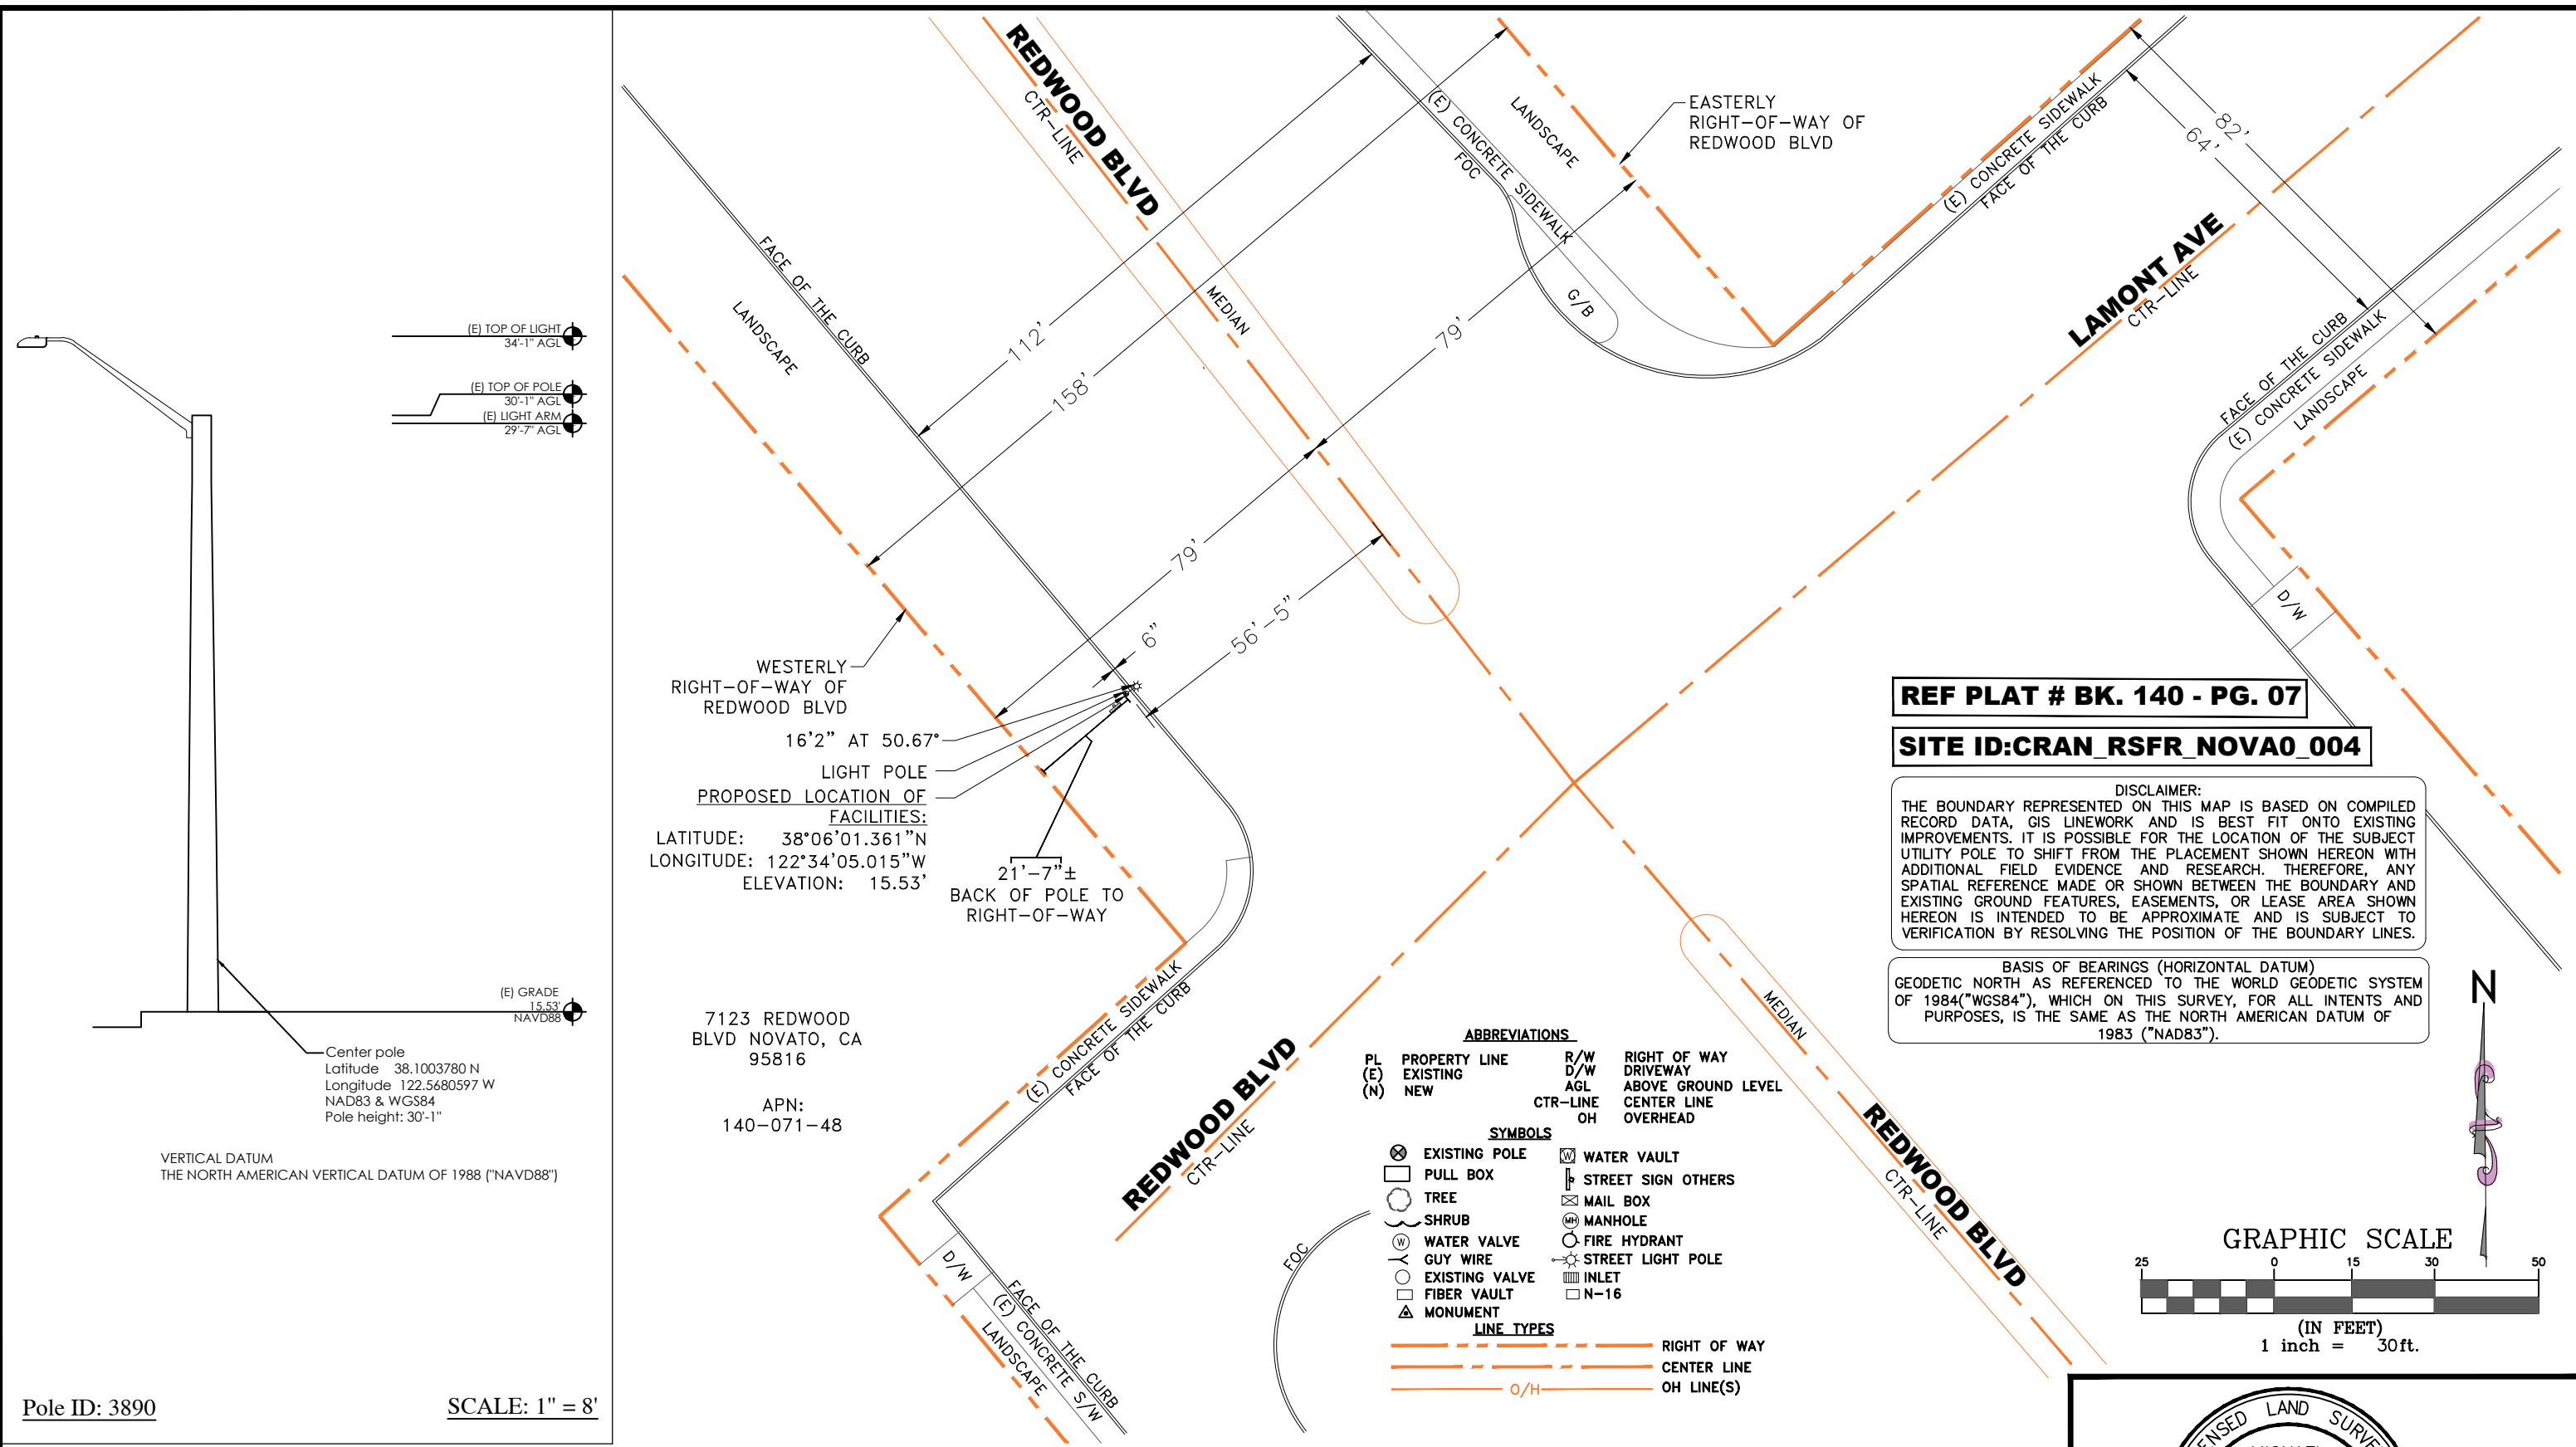 (E) TOP OF LIGHT
34'-1" AGL
(E) TOP OF POLE
30'-1" AGL
(E) LIGHT ARM
29'-7" AGL
(E) GRADE
15.53'
NAVD88
Center pole
Latitude 38.1003780 N
Longitude 122.5680597 W
NAD83 & WGS84
Pole height: 30'-1"
VERTICAL DATUM
THE NORTH AMERICAN VERTICAL DATUM OF 1988 ("NAVD88")
Pole ID: 3890
SCALE: 1" = 8'
REDWOOD BLVD
CTR-LINE
FACE OF THE CURB
LANDSCAPE
MEDIAN
112'
158'
79'
79'
6"
56'-5"
(E) CONCRETE SIDEWALK
FOC
LANDSCAPE
G/B
EASTERLY
RIGHT-OF-WAY OF
REDWOOD BLVD
(E) CONCRETE SIDEWALK
FACE OF THE CURB
82'
64'
LAMONT AVE
CTR-LINE
FACE OF THE CURB
(E) CONCRETE SIDEWALK
LANDSCAPE
D/W
WESTERLY
RIGHT-OF-WAY OF
REDWOOD BLVD
16'2" AT 50.67°
LIGHT POLE
PROPOSED LOCATION OF
FACILITIES:
LATITUDE: 38°06'01.361"N
LONGITUDE: 122°34'05.015"W
ELEVATION: 15.53'
21'-7"±
BACK OF POLE TO
RIGHT-OF-WAY
7123 REDWOOD
BLVD NOVATO, CA
95816
APN:
140-071-48
(E) CONCRETE SIDEWALK
FACE OF THE CURB
REDWOOD BLVD
CTR-LINE
D/W
FACE OF THE CURB
(E) CONCRETE S/W
LANDSCAPE
FOC
MEDIAN
REDWOOD BLVD
CTR-LINE
REF PLAT # BK. 140 - PG. 07
SITE ID:CRAN_RSFR_NOVA0_004
DISCLAIMER:
THE BOUNDARY REPRESENTED ON THIS MAP IS BASED ON COMPILED
RECORD DATA, GIS LINEWORK AND IS BEST FIT ONTO EXISTING
IMPROVEMENTS. IT IS POSSIBLE FOR THE LOCATION OF THE SUBJECT
UTILITY POLE TO SHIFT FROM THE PLACEMENT SHOWN HEREON WITH
ADDITIONAL FIELD EVIDENCE AND RESEARCH. THEREFORE, ANY
SPATIAL REFERENCE MADE OR SHOWN BETWEEN THE BOUNDARY AND
EXISTING GROUND FEATURES, EASEMENTS, OR LEASE AREA SHOWN
HEREON IS INTENDED TO BE APPROXIMATE AND IS SUBJECT TO
VERIFICATION BY RESOLVING THE POSITION OF THE BOUNDARY LINES.
BASIS OF BEARINGS (HORIZONTAL DATUM)
GEODETIC NORTH AS REFERENCED TO THE WORLD GEODETIC SYSTEM
OF 1984("WGS84"), WHICH ON THIS SURVEY, FOR ALL INTENTS AND
PURPOSES, IS THE SAME AS THE NORTH AMERICAN DATUM OF
1983 ("NAD83").
N
ABBREVIATIONS
PL PROPERTY LINE
(E) EXISTING
(N) NEW
R/W RIGHT OF WAY
D/W DRIVEWAY
AGL ABOVE GROUND LEVEL
CTR-LINE CENTER LINE
OH OVERHEAD
SYMBOLS
EXISTING POLE
PULL BOX
TREE
SHRUB
W WATER VALVE
GUY WIRE
EXISTING VALVE
FIBER VAULT
MONUMENT
W WATER VAULT
STREET SIGN OTHERS
MAIL BOX
MH MANHOLE
FIRE HYDRANT
STREET LIGHT POLE
INLET
N-16
LINE TYPES
RIGHT OF WAY
CENTER LINE
O/H OH LINE(S)
GRAPHIC SCALE
25 0 15 30 50
(IN FEET)
1 inch = 30ft.
LAND